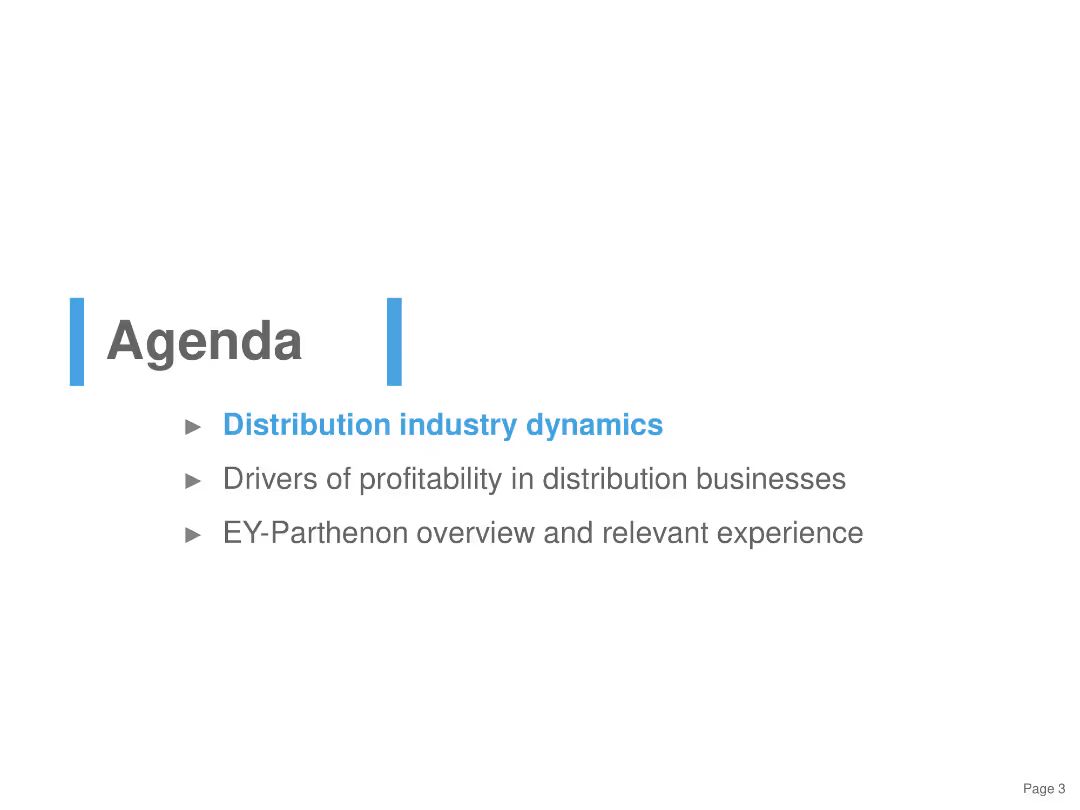 Agenda
► Distribution industry dynamics
► Drivers of profitability in distribution businesses
► EY-Parthenon overview and relevant experience
Page 3